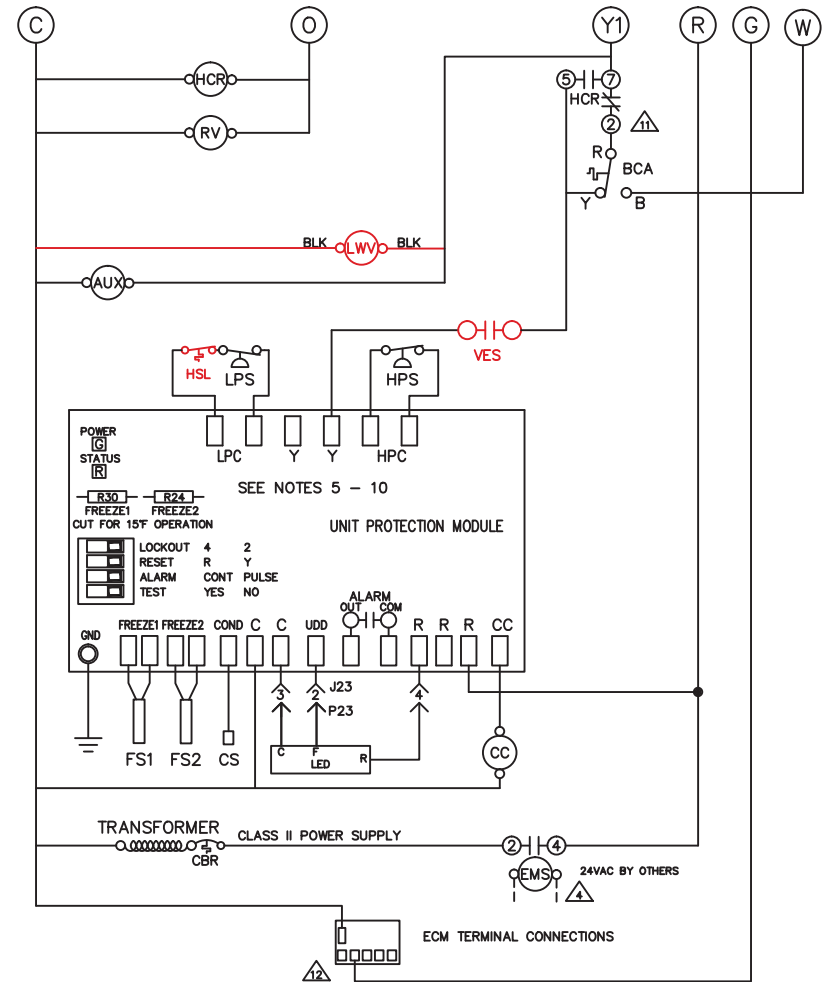 C O Y1 R G W
HCR
5 7
HCR
2 11
RV
R
BCA
Y B
BLK LWV BLK
AUX
VES
HSL LPS HPS
POWER
G
STATUS
R
LPC Y Y HPC
SEE NOTES 5 - 10
R30 R24
FREEZE1 FREEZE2
CUT FOR 15°F OPERATION
UNIT PROTECTION MODULE
LOCKOUT 4 2
RESET R Y
ALARM CONT PULSE
TEST YES NO
ALARM
OUT COM
GND FREEZE1 FREEZE2 COND C C UDD R R R CC
3 2 J23 4
P23
C F R
LED
FS1 FS2 CS
CC
TRANSFORMER
CLASS II POWER SUPPLY
CBR
2 4
EMS 24VAC BY OTHERS
4
ECM TERMINAL CONNECTIONS
12